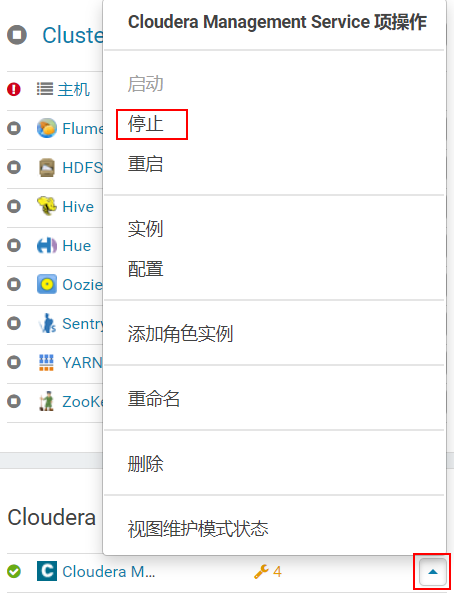 Cloudera Management Service 项操作
Cluste
启动
主机
停止
Flume
重启
HDFS
Hive
实例
Hue
配置
Oozie
Sentry
添加角色实例
YARN
ZooKe
重命名
删除
Cloudera
视图维护模式状态
Cloudera M... 4